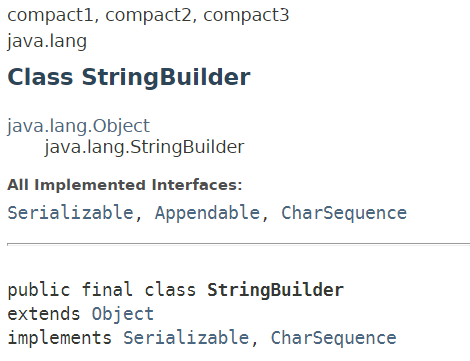 compact1, compact2, compact3
java.lang
Class StringBuilder
java.lang.Object
java.lang.StringBuilder
All Implemented Interfaces:
Serializable, Appendable, CharSequence
public final class StringBuilder
extends Object
implements Serializable, CharSequence